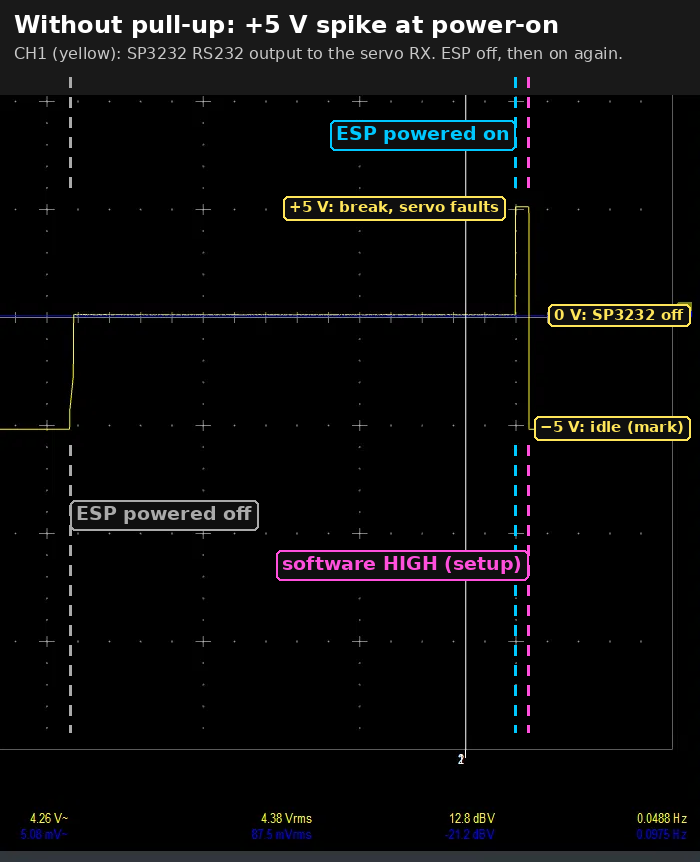 Without pull-up: +5 V spike at power-on
CH1 (yellow): SP3232 RS232 output to the servo RX. ESP off, then on again.
ESP powered on
+5 V: break, servo faults
0 V: SP3232 off
−5 V: idle (mark)
ESP powered off
software HIGH (setup)
4.26 V~ 4.38 Vrms 12.8 dBV 0.0488 Hz
5.08 mV~ 87.5 mVrms -21.2 dBV 0.0975 Hz